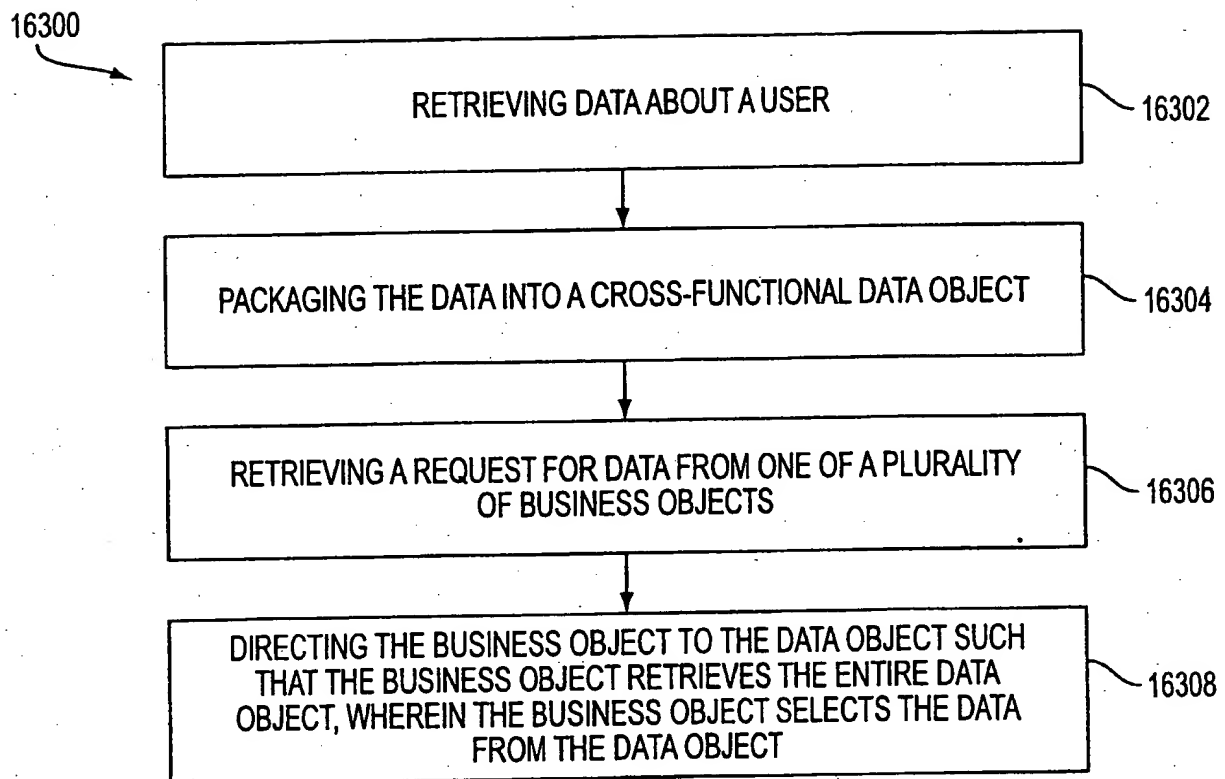 16300
RETRIEVING DATA ABOUT A USER
16302
PACKAGING THE DATA INTO A CROSS-FUNCTIONAL DATA OBJECT
16304
RETRIEVING A REQUEST FOR DATA FROM ONE OF A PLURALITY
OF BUSINESS OBJECTS
16306
DIRECTING THE BUSINESS OBJECT TO THE DATA OBJECT SUCH
THAT THE BUSINESS OBJECT RETRIEVES THE ENTIRE DATA
OBJECT, WHEREIN THE BUSINESS OBJECT SELECTS THE DATA
FROM THE DATA OBJECT
16308